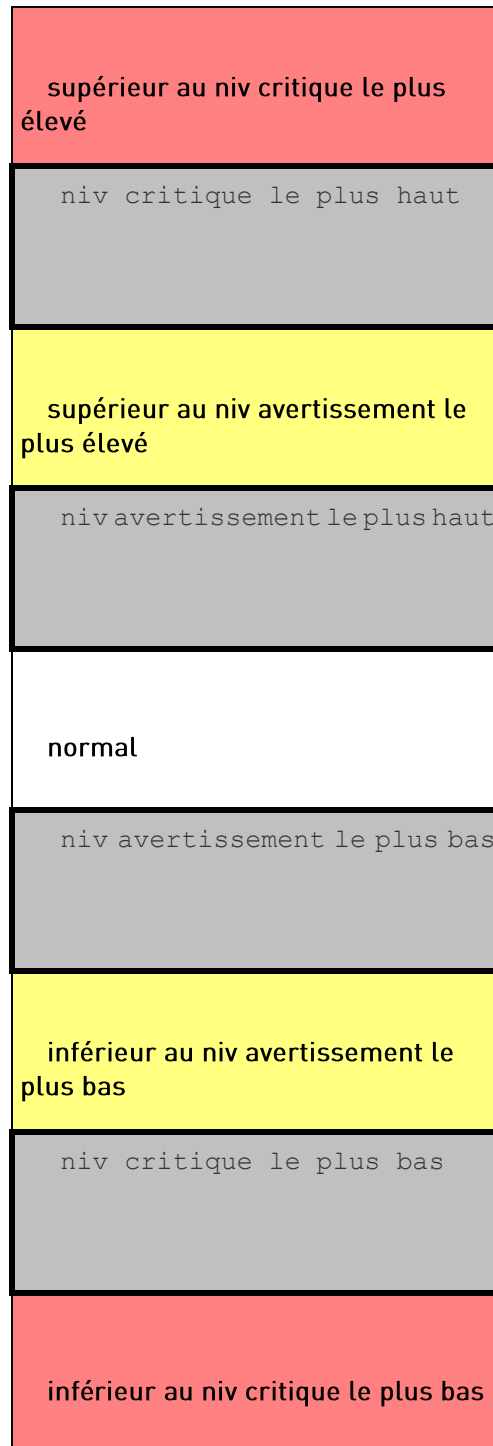 supérieur au niv critique le plus
élevé
niv critique le plus haut
supérieur au niv avertissement le
plus élevé
niv avertissement le plus haut
normal
niv avertissement le plus bas
inférieur au niv avertissement le
plus bas
niv critique le plus bas
inférieur au niv critique le plus bas